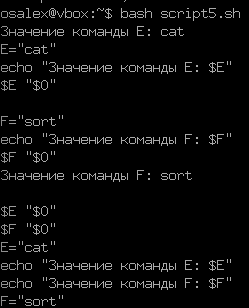 osalex@vbox:~$ bash script5.sh
Значение команды E: cat
E="cat"
echo "Значение команды E: $E"
$E "$0"

F="sort"
echo "Значение команды F: $F"
$F "$0"
Значение команды F: sort

$E "$0"
$F "$0"
E="cat"
echo "Значение команды E: $E"
echo "Значение команды F: $F"
F="sort"